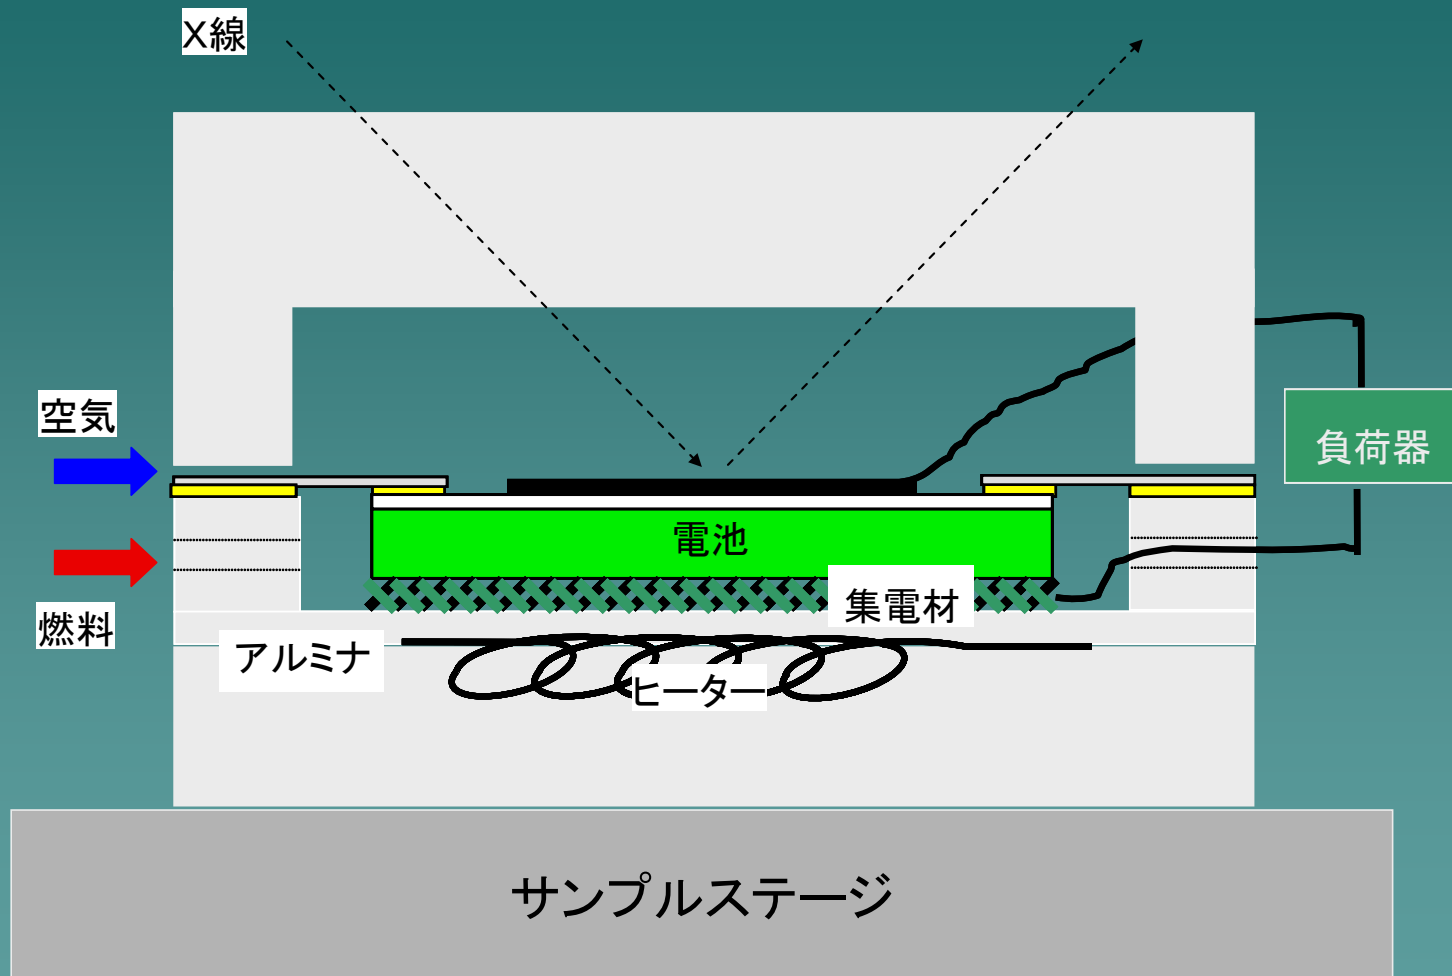 X線
空気
負荷器
電池
集電材
燃料
アルミナ
ヒーター
サンプルステージ